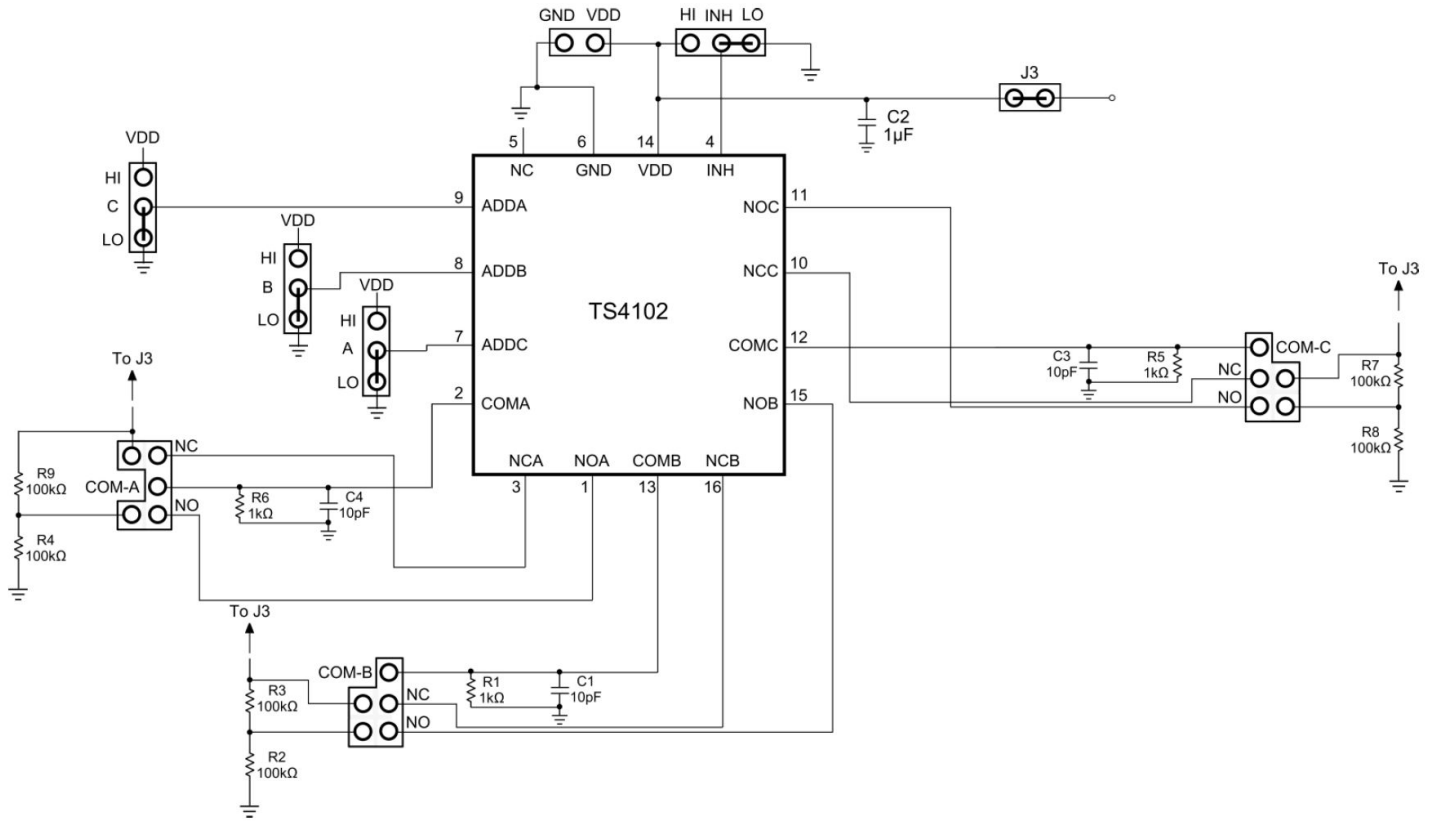 GND VDD
HI INH LO
J3
C2
1µF
VDD
HI
C
LO
VDD
HI
B
LO
VDD
HI
A
LO
5
6
14
4
NC
GND
VDD
INH
9
ADDA
8
ADDB
7
ADDC
2
COMA
TS4102
NOC
11
NCC
10
COMC
12
NOB
15
NCA
NOA
COMB
NCB
3
1
13
16
To J3
COM-C
NC
NO
C3
10pF
R5
1kΩ
R7
100kΩ
R8
100kΩ
To J3
NC
COM-A
NO
R9
100kΩ
R4
100kΩ
R6
1kΩ
C4
10pF
To J3
COM-B
NC
NO
R3
100kΩ
R2
100kΩ
R1
1kΩ
C1
10pF